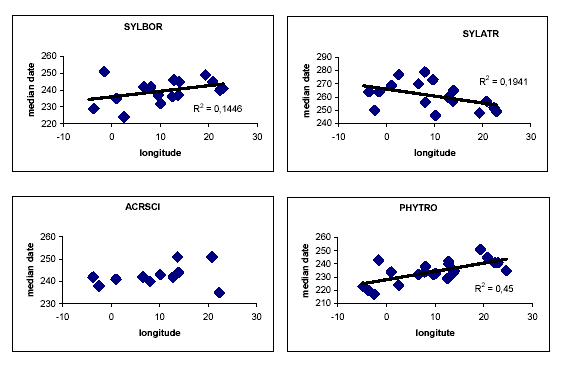 SYLBOR
260
250
240
230
220
median date
R² = 0,1446
-10 0 10 20 30
longitude
SYLATR
290
280
270
260
250
240
median date
R² = 0,1941
-10 0 10 20 30
longitude
ACRSCI
260
250
240
230
median date
-10 0 10 20 30
longitude
PHYTRO
260
250
240
230
220
210
median date
R² = 0,45
-10 0 10 20 30
longitute